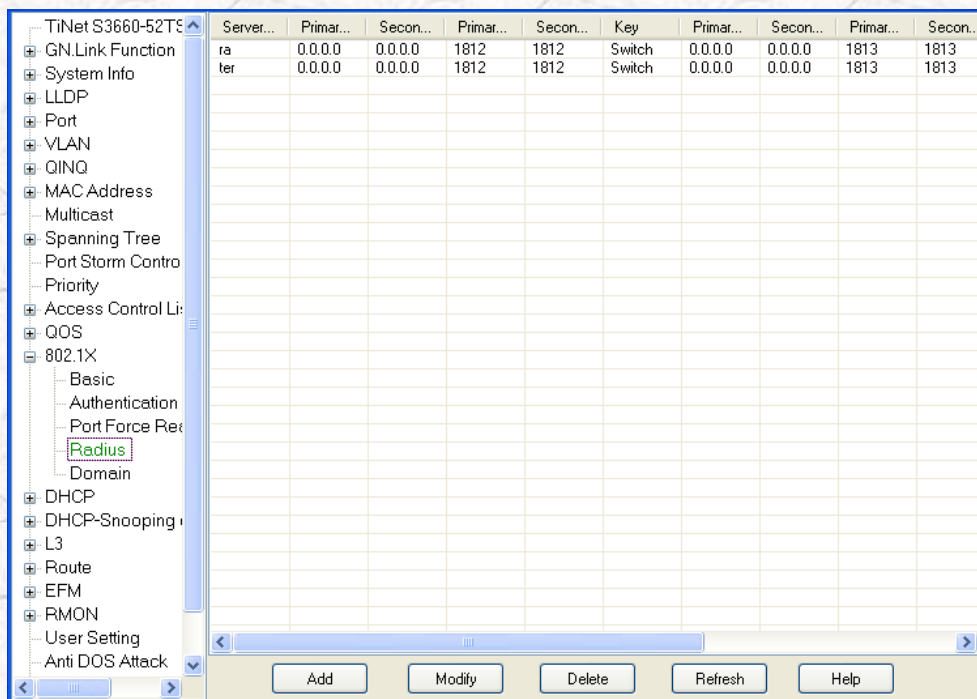 TiNet S3660-52TS
GN.Link Function
System Info
LLDP
Port
VLAN
QINQ
MAC Address
Multicast
Spanning Tree
Port Storm Contro
Priority
Access Control Li
QOS
802.1X
Basic
Authentication
Port Force Rea
Radius
Domain
DHCP
DHCP-Snooping
L3
Route
EFM
RMON
User Setting
Anti DOS Attack
Server... Primar... Secon... Primar... Secon... Key Primar... Secon... Primar... Secon..
ra 0.0.0.0 0.0.0.0 1812 1812 Switch 0.0.0.0 0.0.0.0 1813 1813
ter 0.0.0.0 0.0.0.0 1812 1812 Switch 0.0.0.0 0.0.0.0 1813 1813
Add Modify Delete Refresh Help